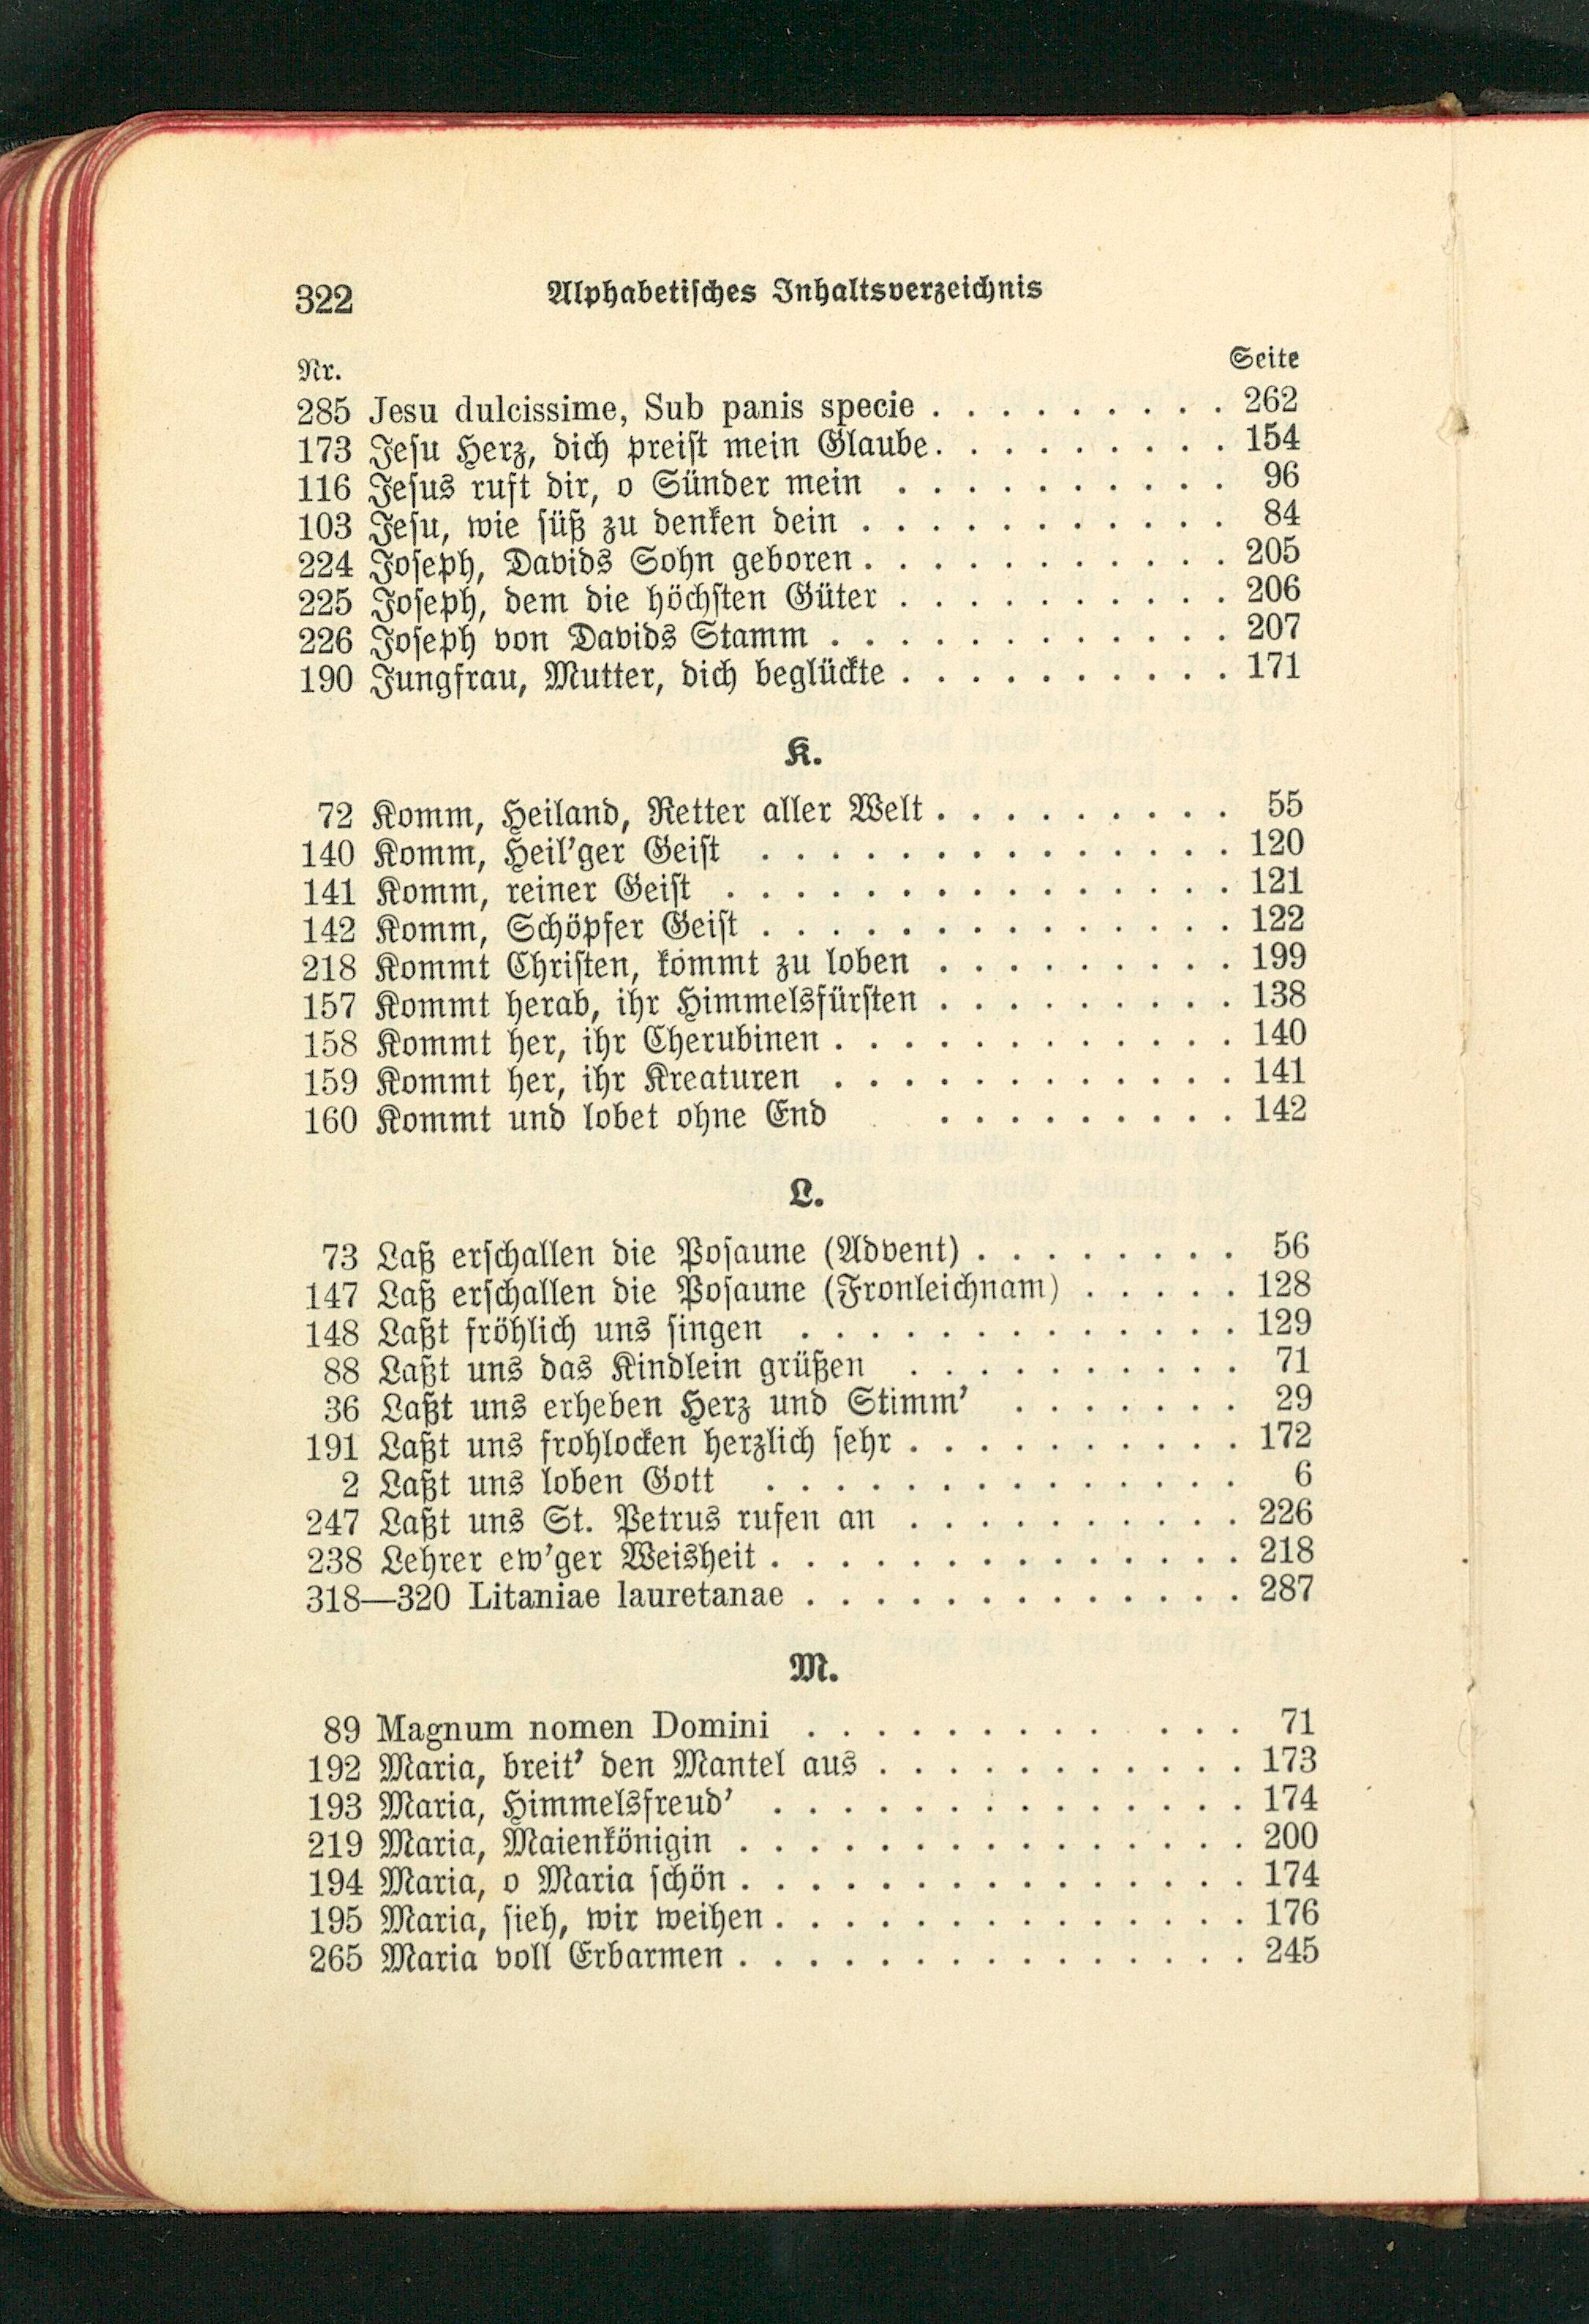 322 Alphabetisches Inhaltsverzeichnis
Nr. Seite
285 Jesu dulcissime, Sub panis specie . . . . . . . . . 262
173 Jesu Herz, dich preist mein Glaube . . . . . . . . . 154
116 Jesus ruft dir, o Sünder mein . . . . . . . . . . 96
103 Jesu, wie süß zu denken dein . . . . . . . . . . . 84
224 Joseph, Davids Sohn geboren . . . . . . . . . . . 205
225 Joseph, dem die höchsten Güter . . . . . . . . . . 206
226 Joseph von Davids Stamm . . . . . . . . . . . . 207
190 Jungfrau, Mutter, dich beglückte . . . . . . . . . . 171
K.
72 Komm, Heiland, Retter aller Welt . . . . . . . . . 55
140 Komm, Heil'ger Geist . . . . . . . . . . . . . . 120
141 Komm, reiner Geist . . . . . . . . . . . . . . . 121
142 Komm, Schöpfer Geist . . . . . . . . . . . . . . 122
218 Kommt Christen, kommt zu loben . . . . . . . . . 199
157 Kommt herab, ihr Himmelsfürsten . . . . . . . . . 138
158 Kommt her, ihr Cherubinen . . . . . . . . . . . . 140
159 Kommt her, ihr Kreaturen . . . . . . . . . . . . 141
160 Kommt und lobet ohne End . . . . . . . . . 142
L.
73 Laß erschallen die Posaune (Advent) . . . . . . . . 56
147 Laß erschallen die Posaune (Fronleichnam) . . . . . 128
148 Laßt fröhlich uns singen . . . . . . . . . . . . . 129
88 Laßt uns das Kindlein grüßen . . . . . . . . . . 71
36 Laßt uns erheben Herz und Stimm' . . . . . . . 29
191 Laßt uns frohlocken herzlich sehr . . . . . . . . . . 172
2 Laßt uns loben Gott . . . . . . . . . . . . . . 6
247 Laßt uns St. Petrus rufen an . . . . . . . . . . 226
238 Lehrer ew'ger Weisheit . . . . . . . . . . . . . . 218
318—320 Litaniae lauretanae . . . . . . . . . . . . . 287
M.
89 Magnum nomen Domini . . . . . . . . . . . . 71
192 Maria, breit' den Mantel aus . . . . . . . . . . . 173
193 Maria, Himmelsfreud' . . . . . . . . . . . . . . 174
219 Maria, Maienkönigin . . . . . . . . . . . . . . . 200
194 Maria, o Maria schön . . . . . . . . . . . . . . . 174
195 Maria, sieh, wir weihen . . . . . . . . . . . . . . 176
265 Maria voll Erbarmen . . . . . . . . . . . . . . . 245